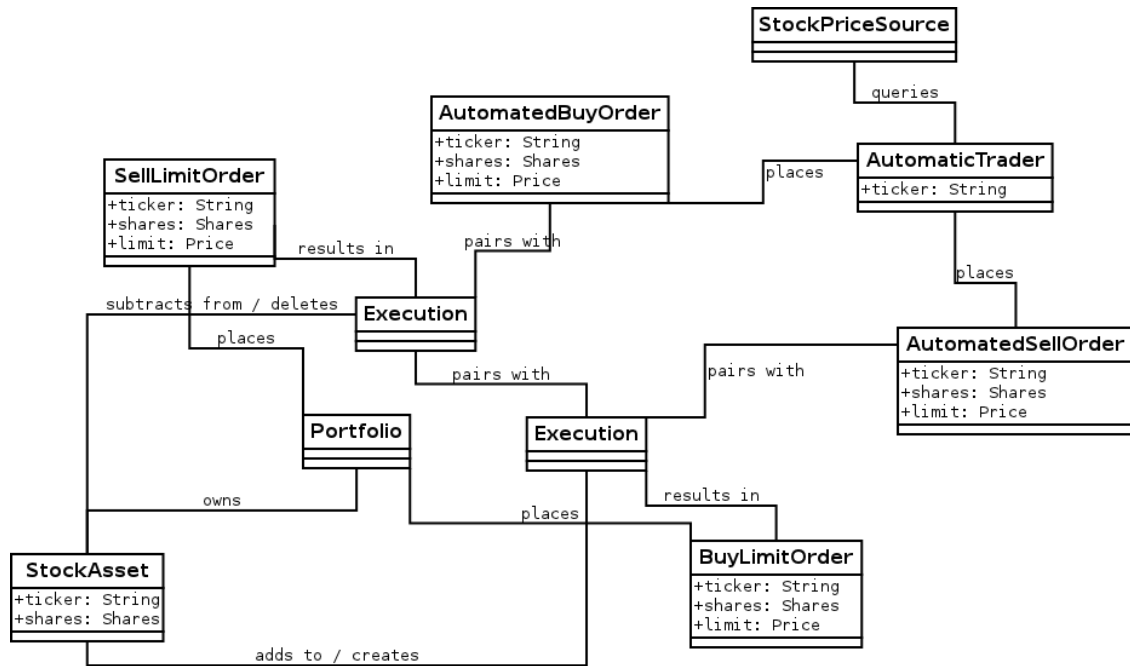 StockPriceSource
queries
AutomatedBuyOrder
+ticker: String
+shares: Shares
+limit: Price
AutomaticTrader
+ticker: String
places
SellLimitOrder
+ticker: String
+shares: Shares
+limit: Price
results in
pairs with
places
subtracts from / deletes
Execution
places
AutomatedSellOrder
+ticker: String
+shares: Shares
+limit: Price
pairs with
pairs with
Portfolio
Execution
owns
places
results in
StockAsset
+ticker: String
+shares: Shares
BuyLimitOrder
+ticker: String
+shares: Shares
+limit: Price
adds to / creates